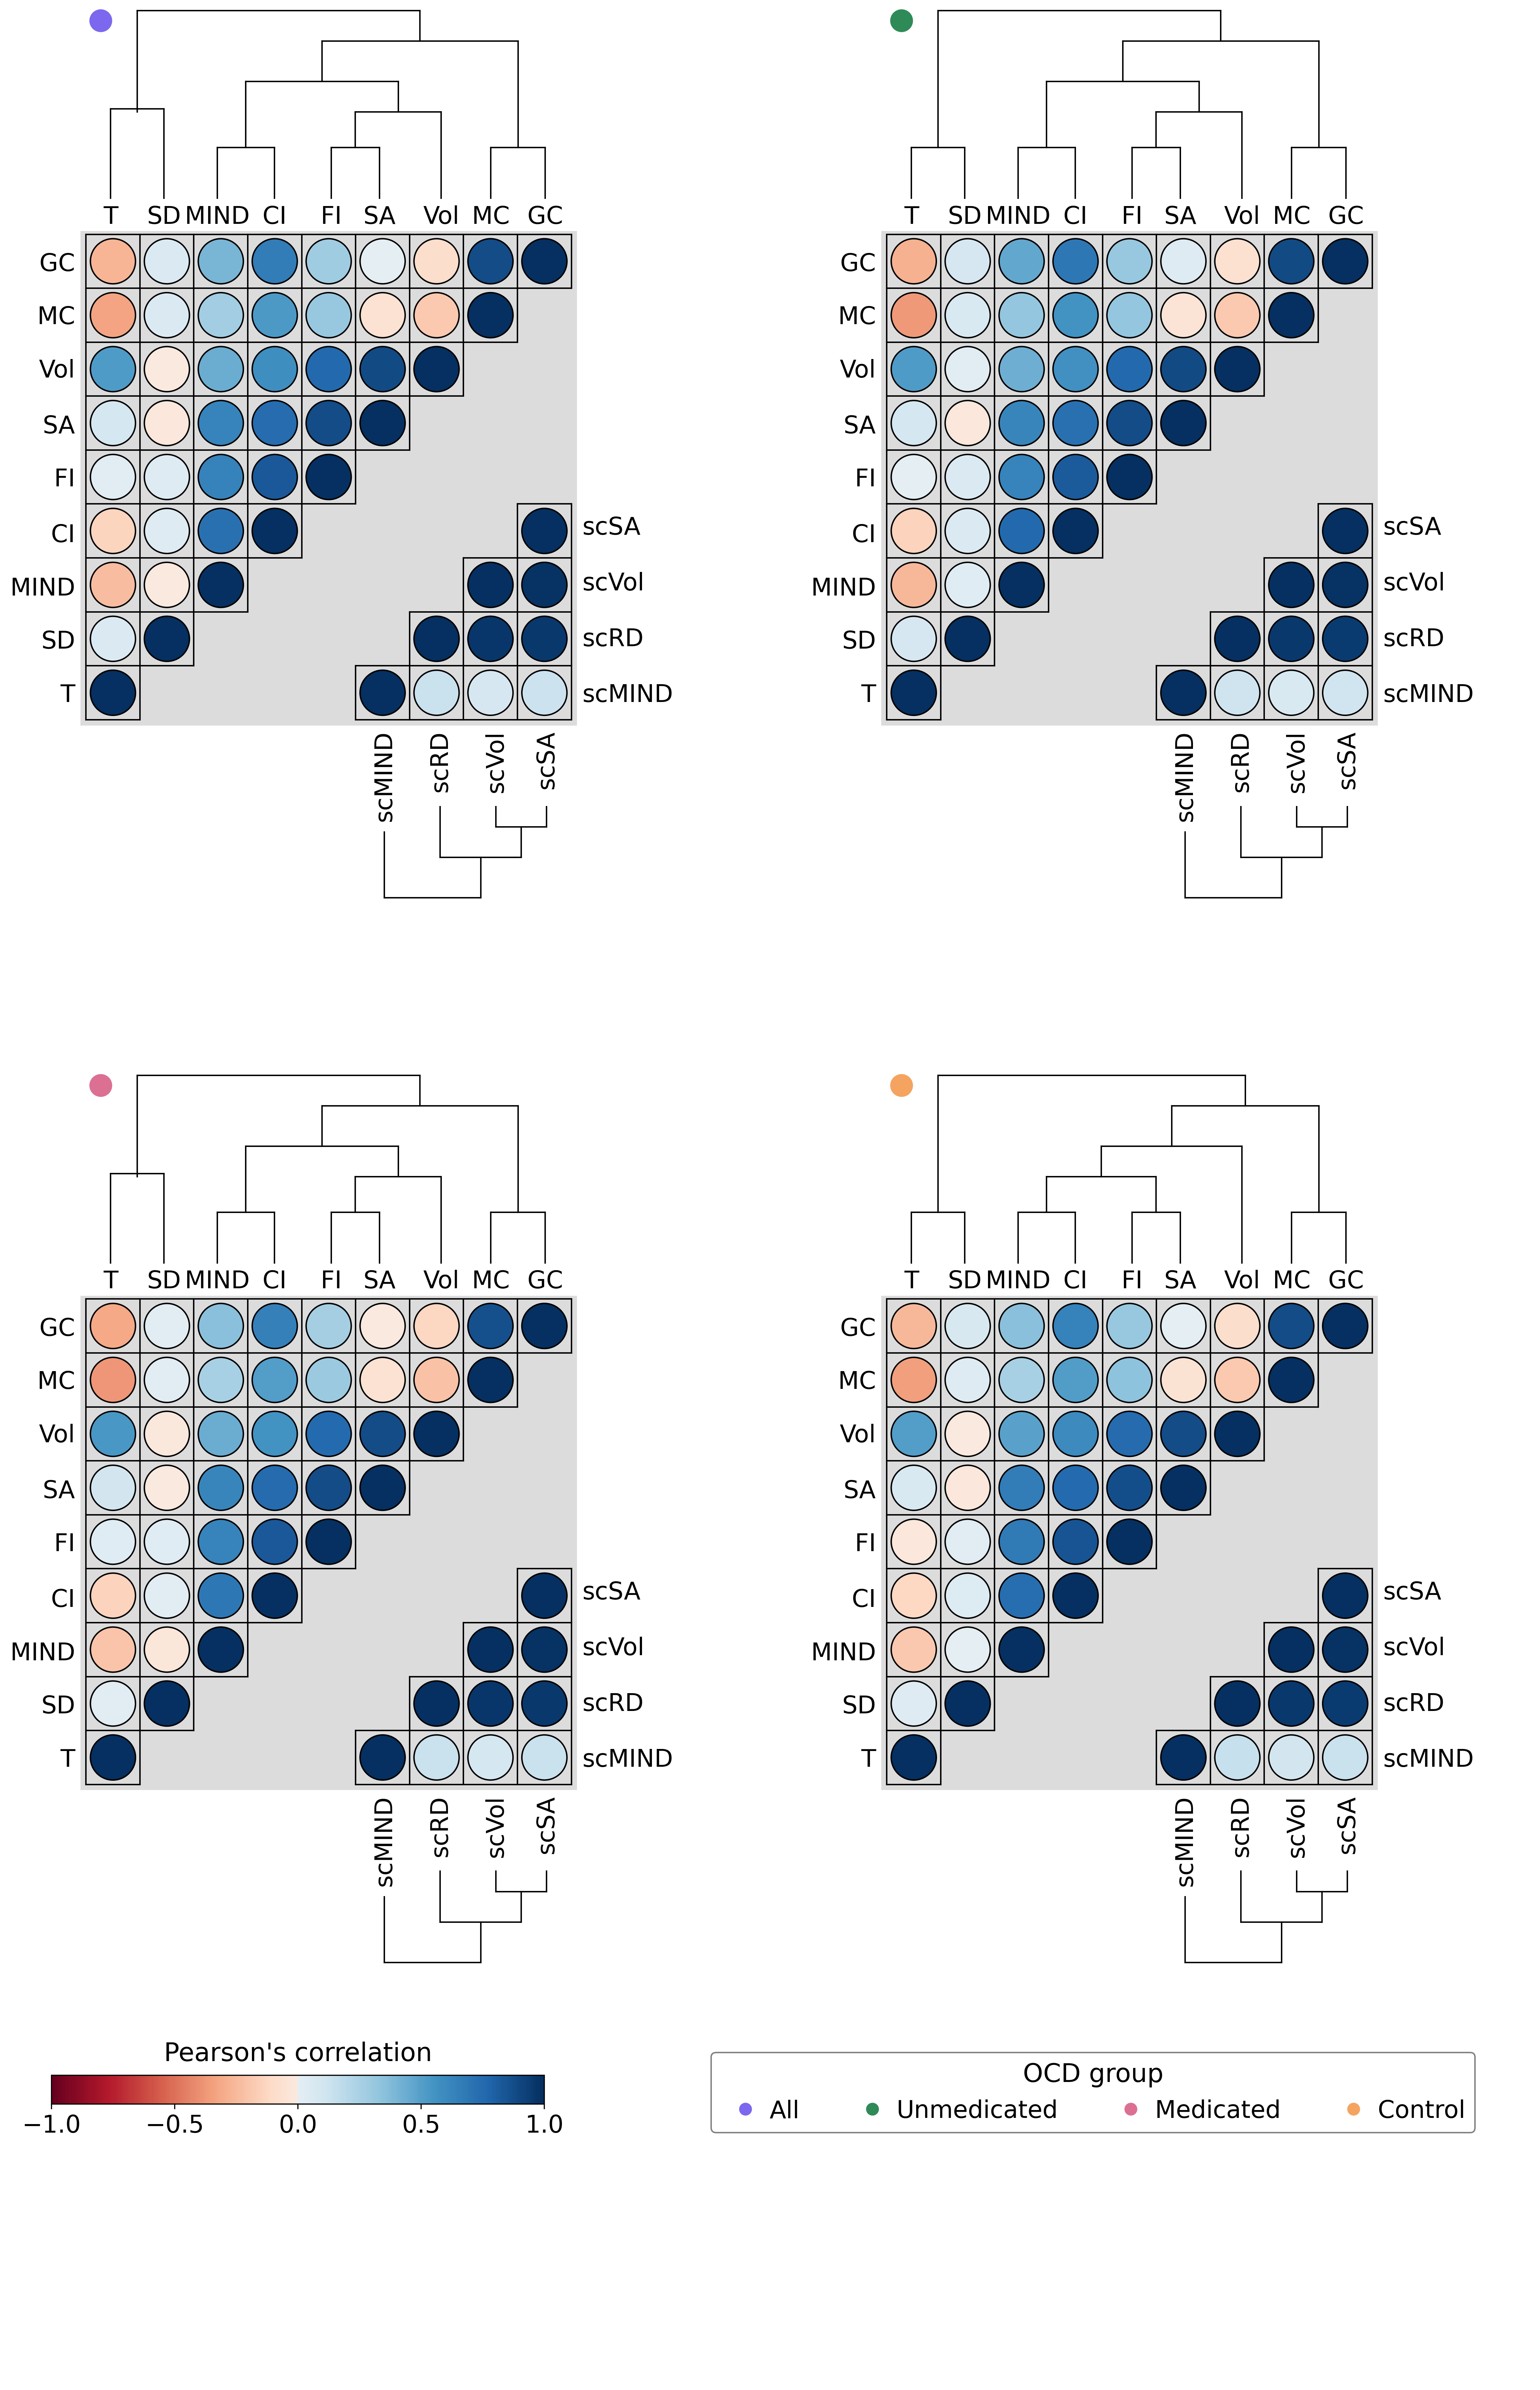 T SD MIND CI FI SA Vol MC GC
GC
MC
Vol
SA
FI
CI
MIND
SD
T
scSA
scVol
scRD
scMIND
scMIND scRD scVol scSA
T SD MIND CI FI SA Vol MC GC
GC
MC
Vol
SA
FI
CI
MIND
SD
T
scSA
scVol
scRD
scMIND
scMIND scRD scVol scSA
T SD MIND CI FI SA Vol MC GC
GC
MC
Vol
SA
FI
CI
MIND
SD
T
scSA
scVol
scRD
scMIND
scMIND scRD scVol scSA
T SD MIND CI FI SA Vol MC GC
GC
MC
Vol
SA
FI
CI
MIND
SD
T
scSA
scVol
scRD
scMIND
scMIND scRD scVol scSA
Pearson's correlation
−1.0 −0.5 0.0 0.5 1.0
OCD group
All Unmedicated Medicated Control